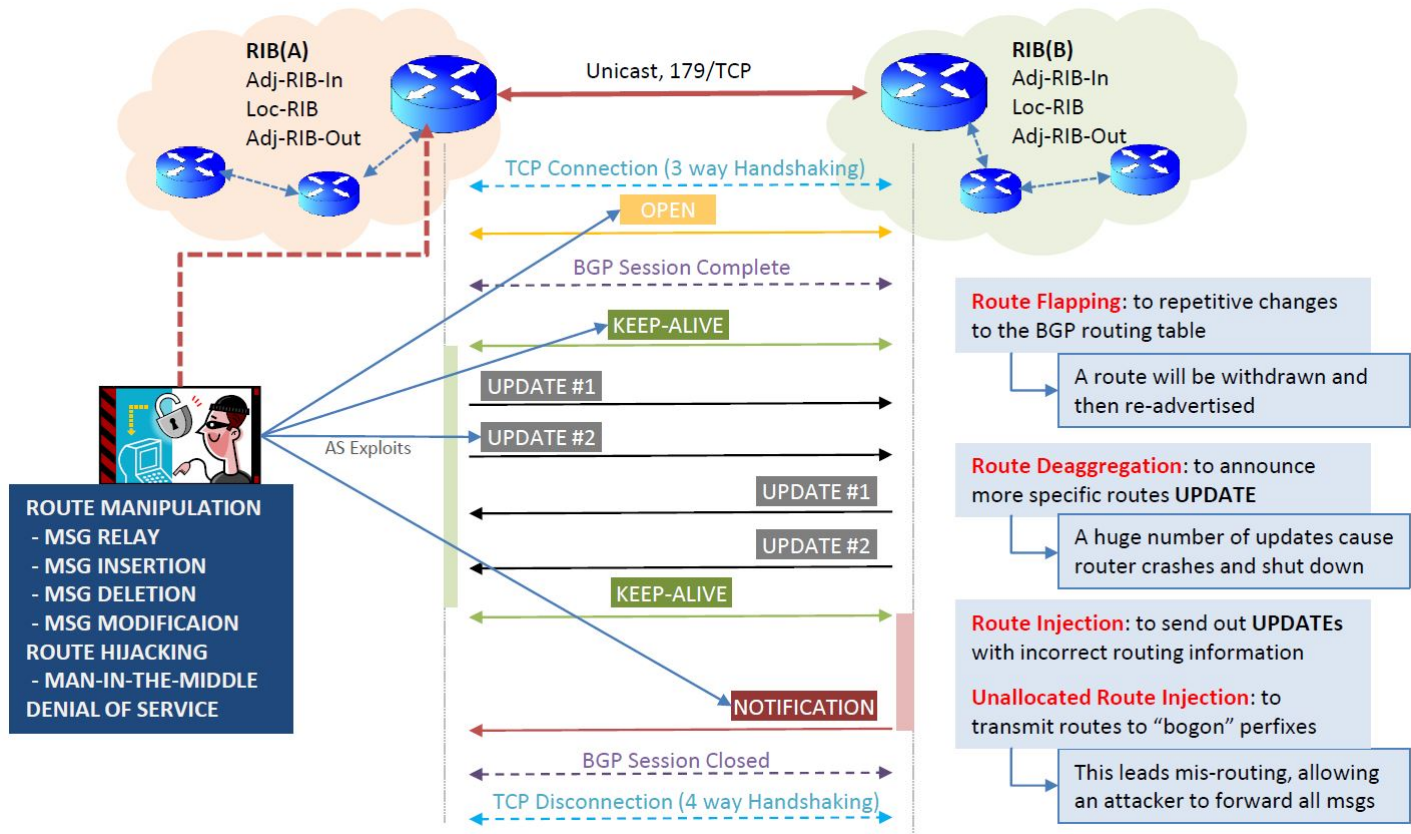 RIB(A)
Adj-RIB-In
Loc-RIB
Adj-RIB-Out
Unicast, 179/TCP
RIB(B)
Adj-RIB-In
Loc-RIB
Adj-RIB-Out
TCP Connection (3 way Handshaking)
OPEN
BGP Session Complete
KEEP-ALIVE
UPDATE #1
UPDATE #2
AS Exploits
UPDATE #1
UPDATE #2
KEEP-ALIVE
NOTIFICATION
BGP Session Closed
TCP Disconnection (4 way Handshaking)
ROUTE MANIPULATION
- MSG RELAY
- MSG INSERTION
- MSG DELETION
- MSG MODIFICAION
ROUTE HIJACKING
- MAN-IN-THE-MIDDLE
DENIAL OF SERVICE
Route Flapping: to repetitive changes
to the BGP routing table
A route will be withdrawn and
then re-advertised
Route Deaggregation: to announce
more specific routes UPDATE
A huge number of updates cause
router crashes and shut down
Route Injection: to send out UPDATEs
with incorrect routing information
Unallocated Route Injection: to
transmit routes to “bogon” perfixes
This leads mis-routing, allowing
an attacker to forward all msgs